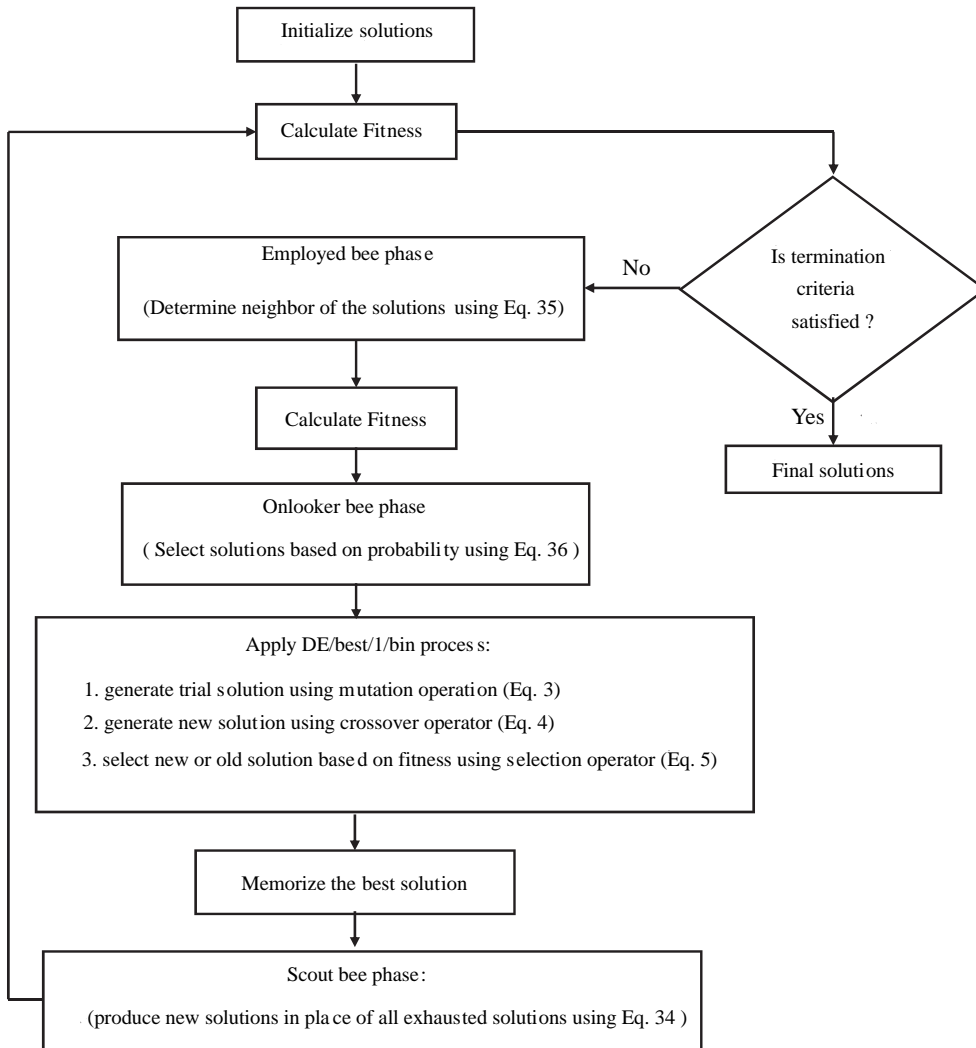 Initialize solutions
Calculate Fitness
Is termination
criteria
satisfied ?
No
Employed bee phase
(Determine neighbor of the solutions using Eq. 35)
Yes
Final solutions
Calculate Fitness
Onlooker bee phase
( Select solutions based on probability using Eq. 36 )
Apply DE/best/1/bin process:
1. generate trial solution using mutation operation (Eq. 3)
2. generate new solution using crossover operator (Eq. 4)
3. select new or old solution based on fitness using selection operator (Eq. 5)
Memorize the best solution
Scout bee phase:
(produce new solutions in place of all exhausted solutions using Eq. 34 )